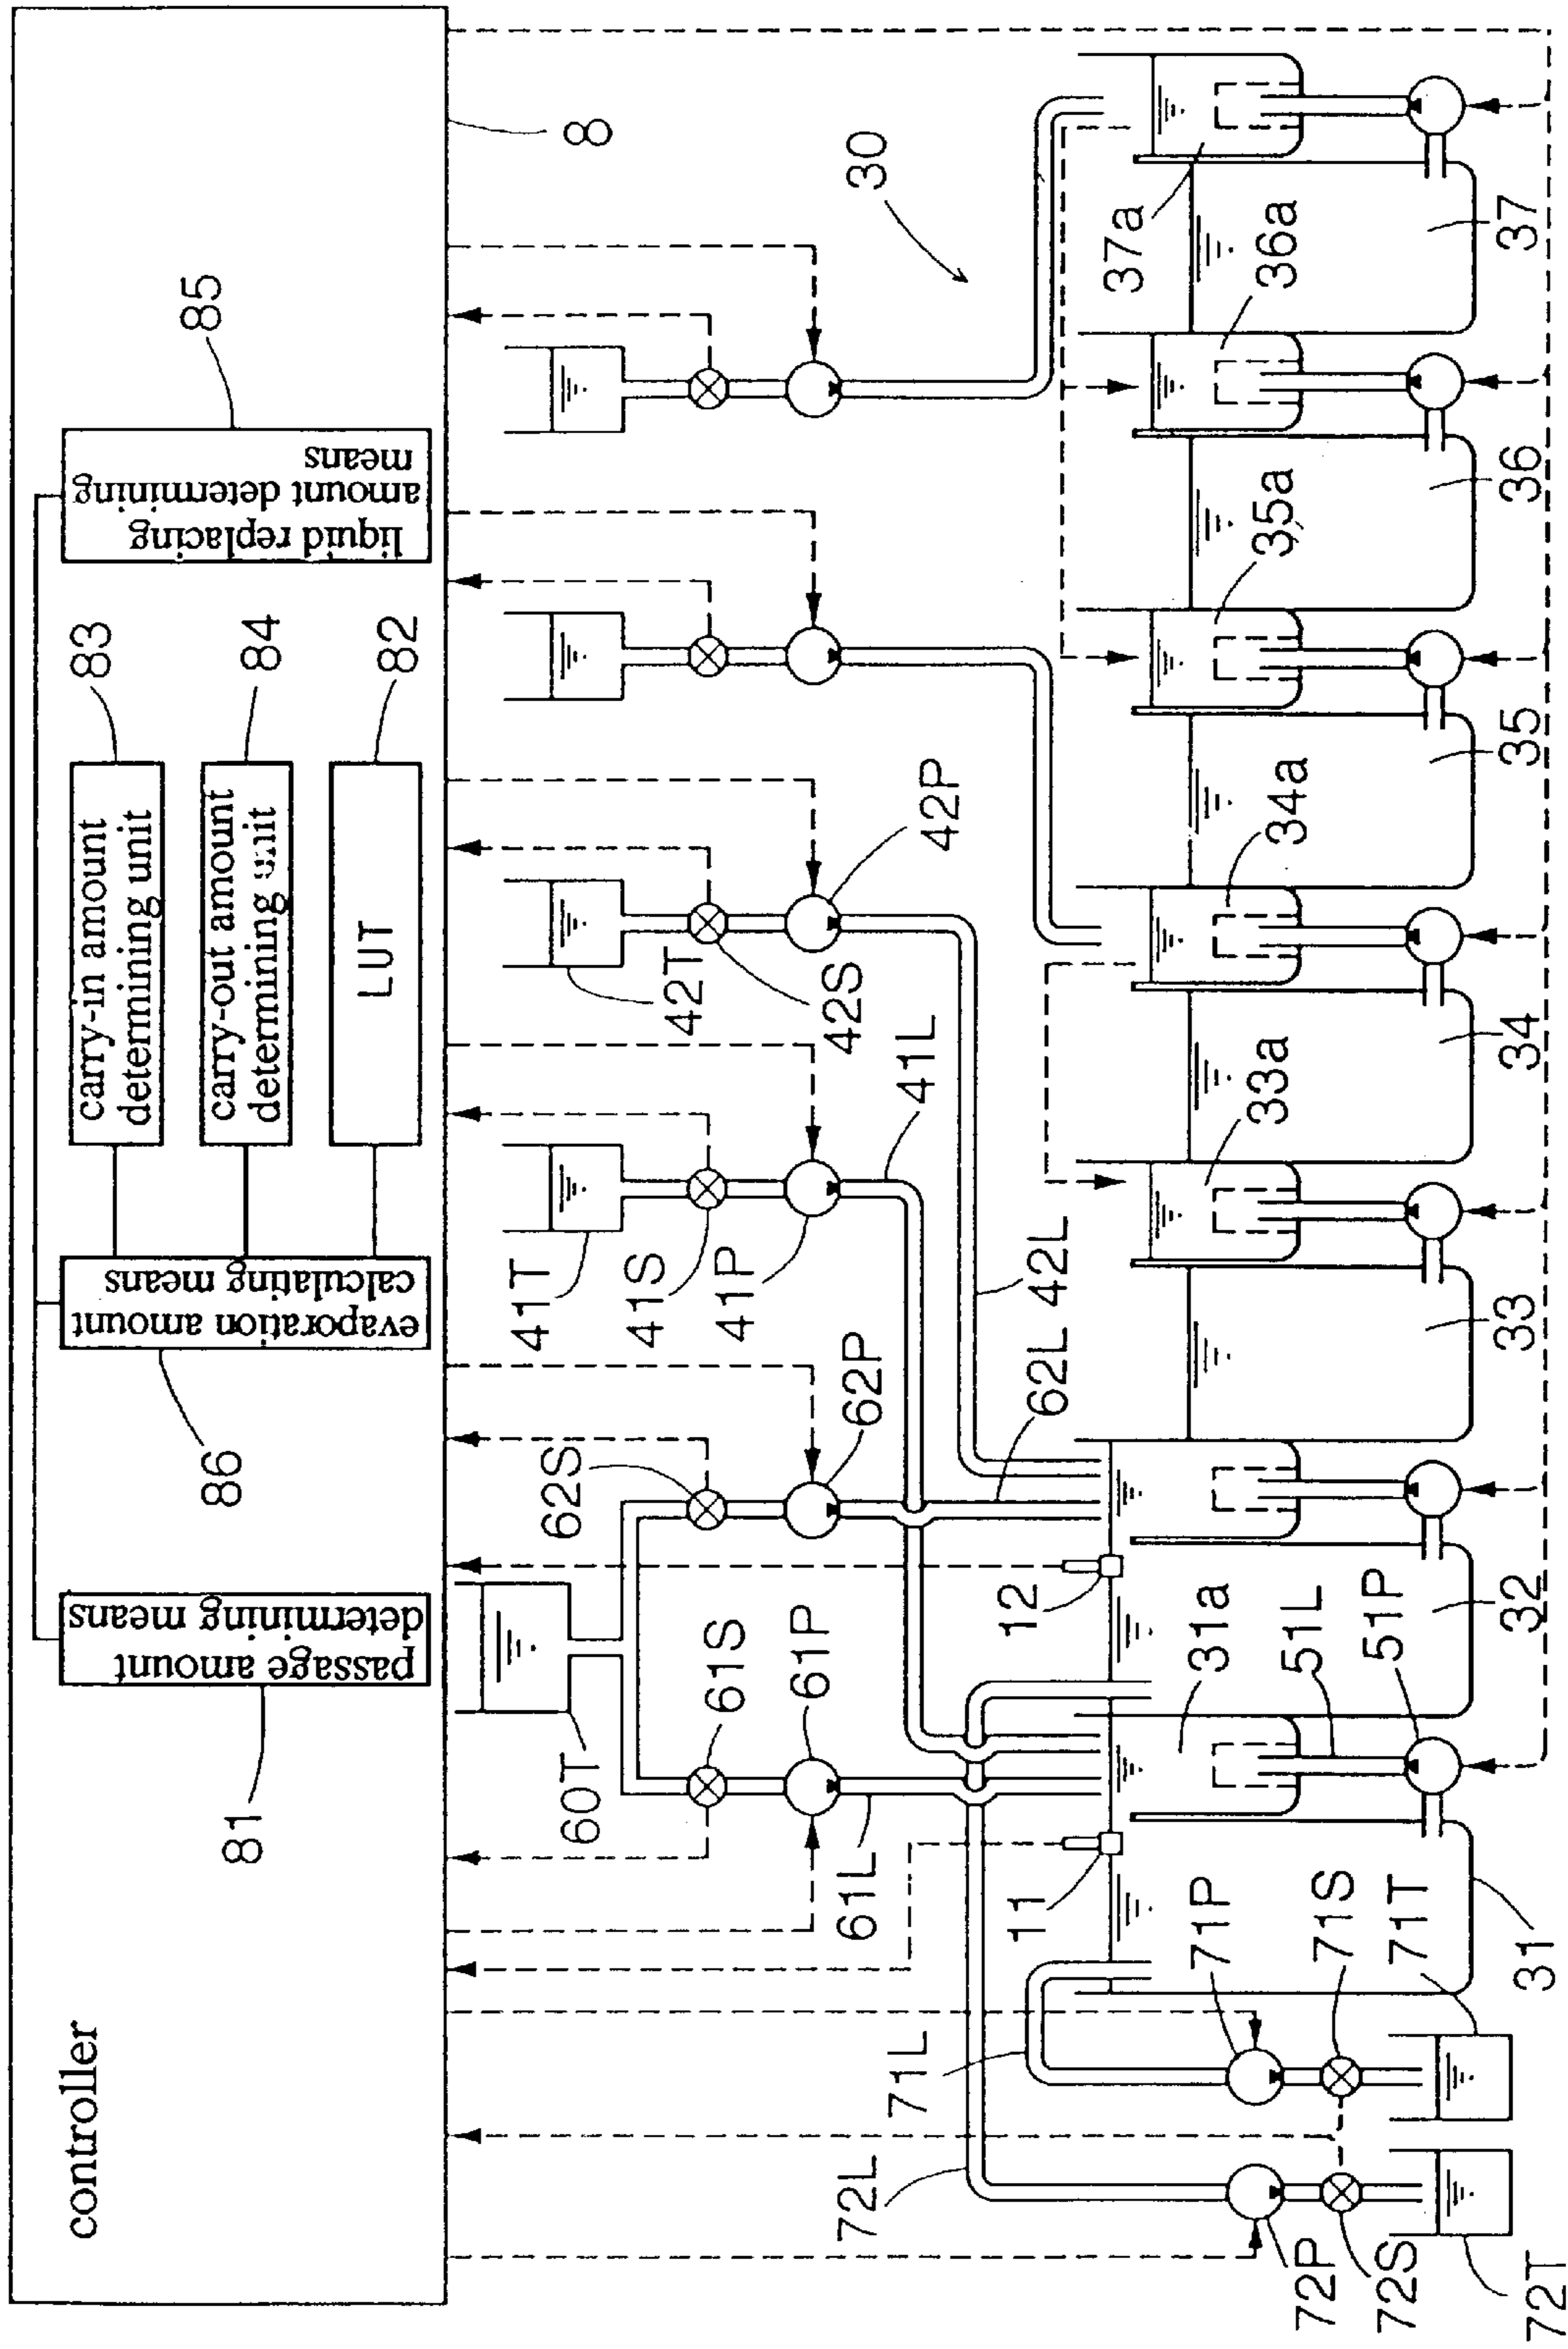 controller
8
passage amount
determining means
81
evaporation amount
calculating means
86
carry-in amount
determining unit
83
carry-out amount
determining unit
84
LUT
82
liquid replacing
amount determining
means
85
60T
61S
61P
61L
62S
62P
62L
41T
41S
41P
41L
42T
42S
42P
42L
30
72L
72P
72S
72T
71L
71P
71S
71T
11
12
31
31a
51L
51P
32
33
33a
34
34a
35
35a
36
36a
37
37a